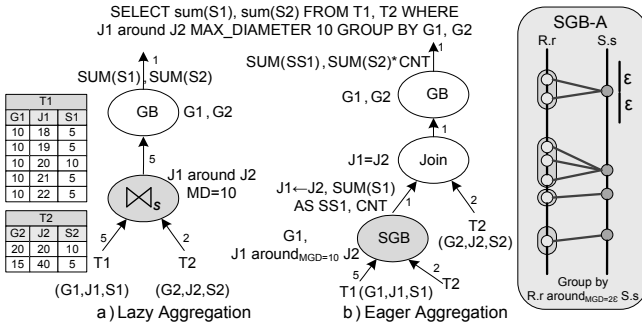 SELECT sum(S1), sum(S2) FROM T1, T2 WHERE
J1 around J2 MAX_DIAMETER 10 GROUP BY G1, G2
1
SUM(S1), SUM(S2)
GB
G1, G2
5
J1 around J2
MD=10
⋈s
5
2
T1
T2
(G1,J1,S1)
(G2,J2,S2)
a) Lazy Aggregation
T1
G1 J1 S1
10 18 5
10 19 5
10 20 10
10 21 5
10 22 5
T2
G2 J2 S2
20 20 10
15 40 5
1
SUM(SS1), SUM(S2)*CNT
G1, G2
GB
1
J1=J2
Join
J1←J2, SUM(S1)
AS SS1, CNT
1
2
T2
(G2,J2,S2)
G1,
J1 around MGD=10 J2
SGB
5
2
T1(G1,J1,S1)
T2
b) Eager Aggregation
SGB-A
R.r
S.s
ε
ε
Group by
R.r around MGD=2ε S.s